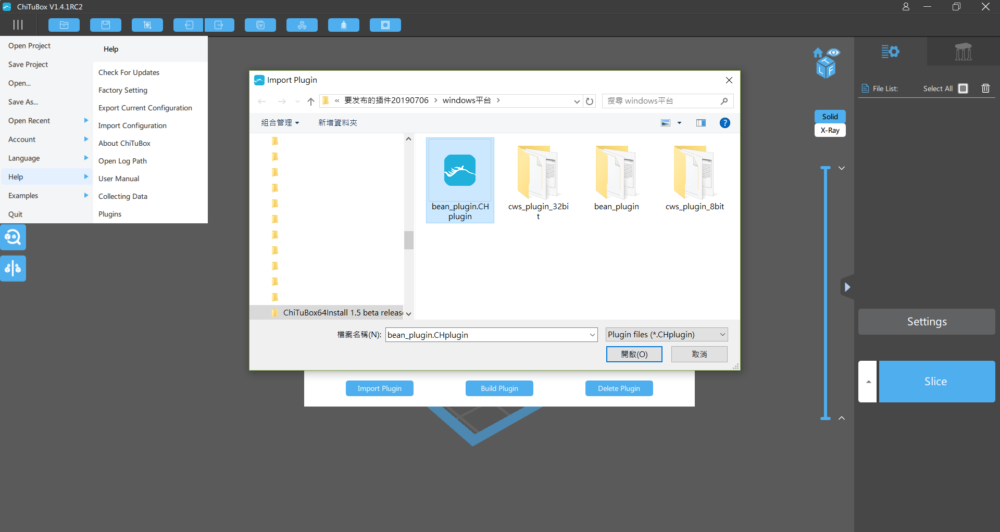 ChiTuBox V1.4.1RC2
Open Project
Save Project
Open...
Save As...
Open Recent
Account
Language
Help
Examples
Quit
Help
Check For Updates
Factory Setting
Export Current Configuration
Import Configuration
About ChiTuBox
Open Log Path
User Manual
Collecting Data
Plugins
Import Plugin
« 要发布的插件20190706 > windows平台 >
搜尋 windows平台
組合管理
新增資料夾
?
bean_plugin.CH
plugin
cws_plugin_32bi
t
bean_plugin
cws_plugin_8bit
ChiTuBox64Install 1.5 beta releas
檔案名稱(N):
bean_plugin.CHplugin
Plugin files (*.CHplugin)
開啟(O)
取消
Import Plugin
Build Plugin
Delete Plugin
T
L F
Solid
X-Ray
File List:
Select All
Settings
Slice